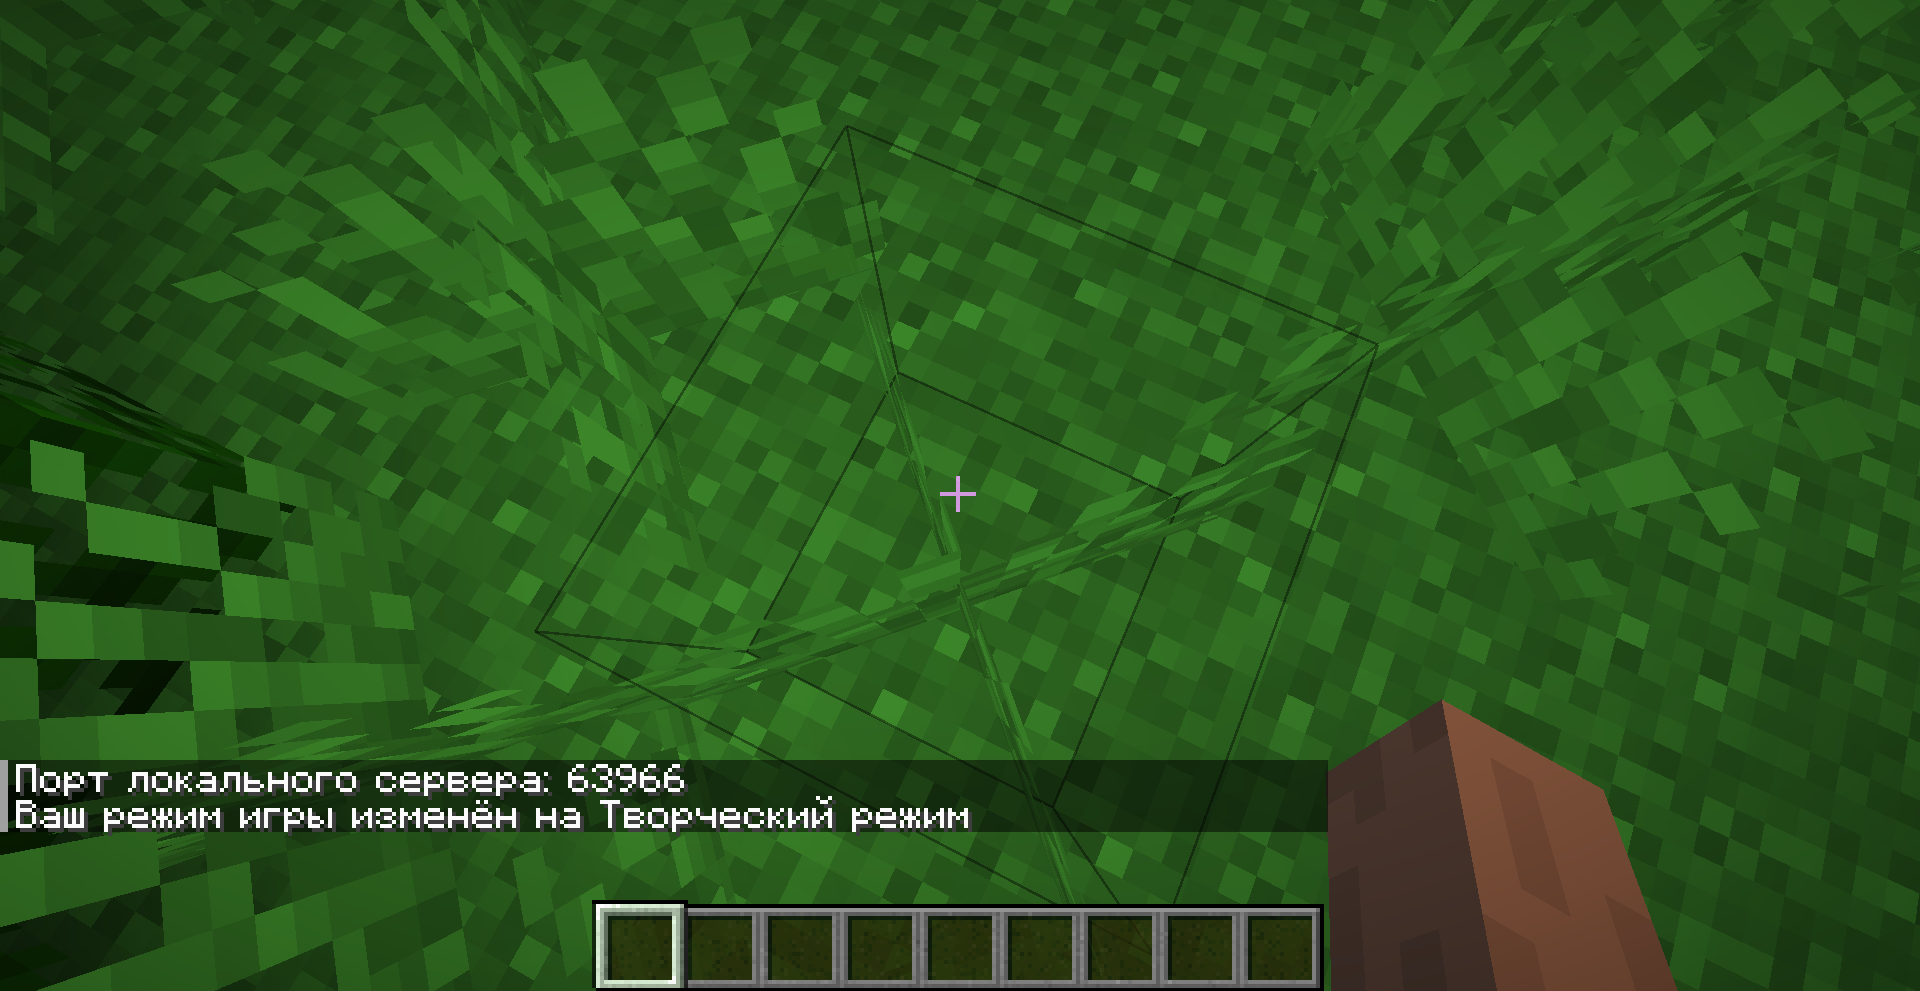 Порт локального сервера: 63966
Ваш режим игры изменён на Творческий режим